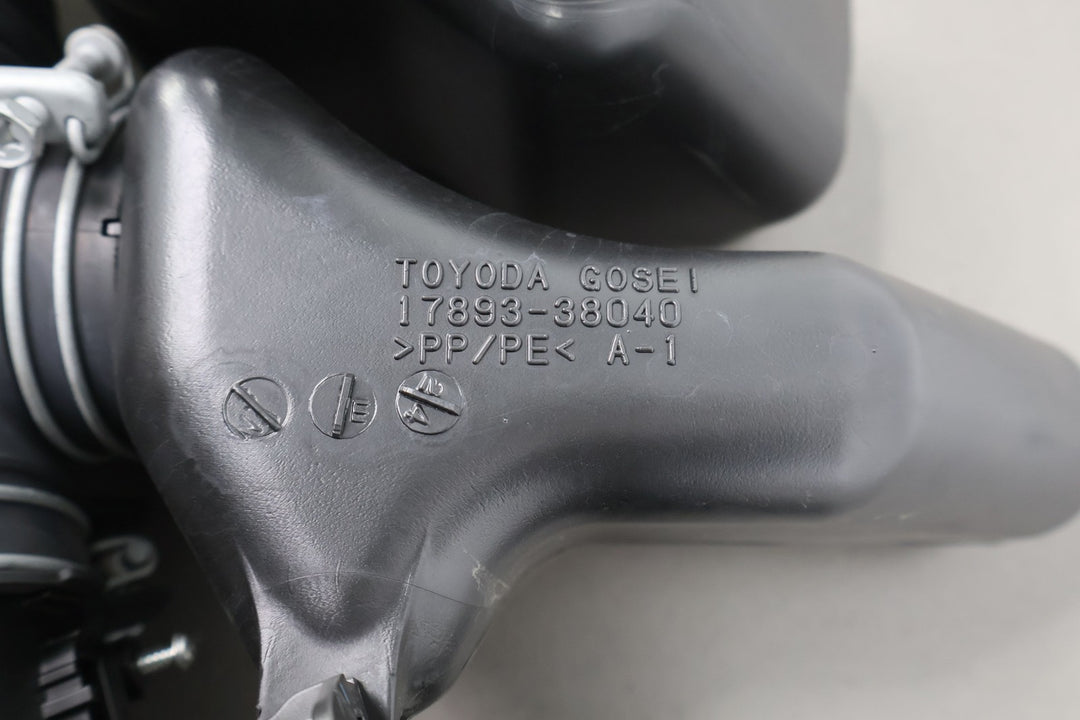 TOYODA GOSEI
17893-38040
>PP/PE< A-1
E